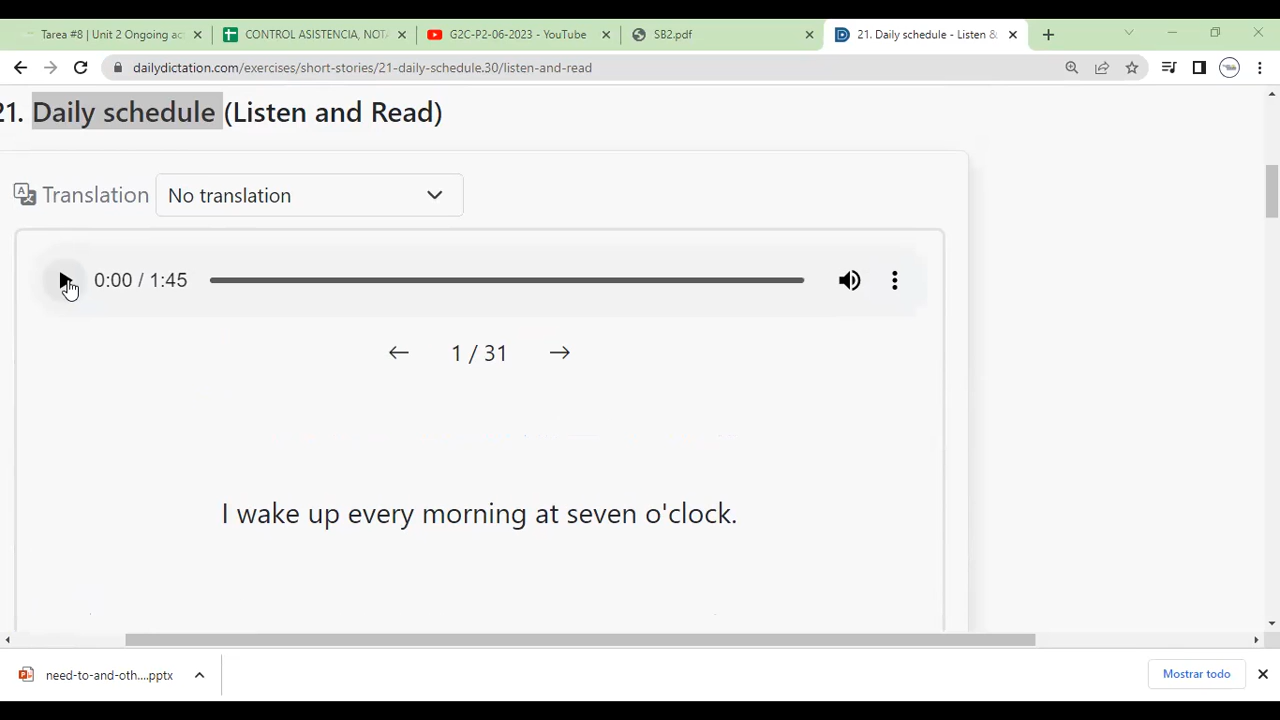 Tarea #8 | Unit 2 Ongoing ac
CONTROL ASISTENCIA, NOTA
G2C-P2-06-2023 - YouTube
SB2.pdf
21. Daily schedule - Listen &
dailydictation.com/exercises/short-stories/21-daily-schedule.30/listen-and-read
21. Daily schedule (Listen and Read)
Translation
No translation
0:00 / 1:45
1 / 31
I wake up every morning at seven o'clock.
need-to-and-oth....pptx
Mostrar todo